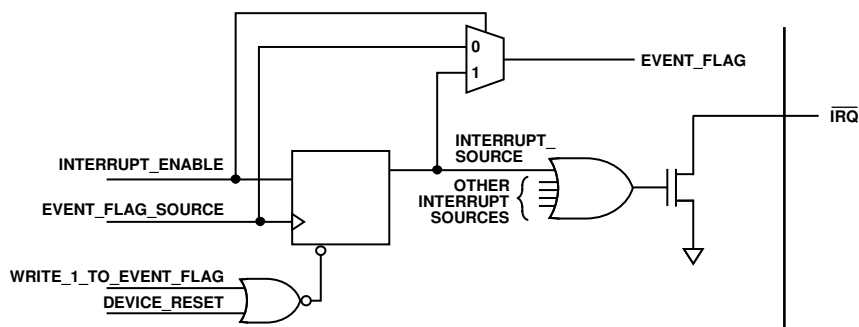 0
1
EVENT_FLAG
IRQ
INTERRUPT_ENABLE
INTERRUPT_
SOURCE
OTHER
INTERRUPT
SOURCES
EVENT_FLAG_SOURCE
WRITE_1_TO_EVENT_FLAG
DEVICE_RESET